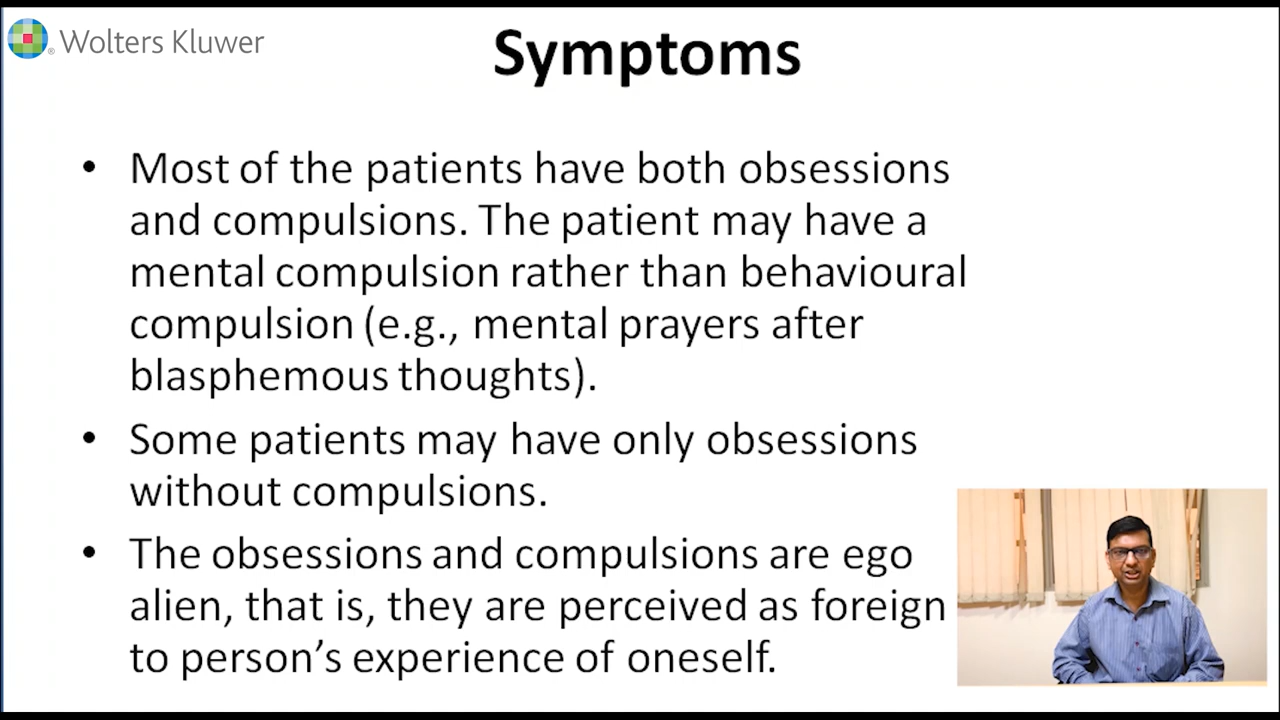 Wolters Kluwer
Symptoms
• Most of the patients have both obsessions
and compulsions. The patient may have a
mental compulsion rather than behavioural
compulsion (e.g., mental prayers after
blasphemous thoughts).
• Some patients may have only obsessions
without compulsions.
• The obsessions and compulsions are ego
alien, that is, they are perceived as foreign
to person’s experience of oneself.